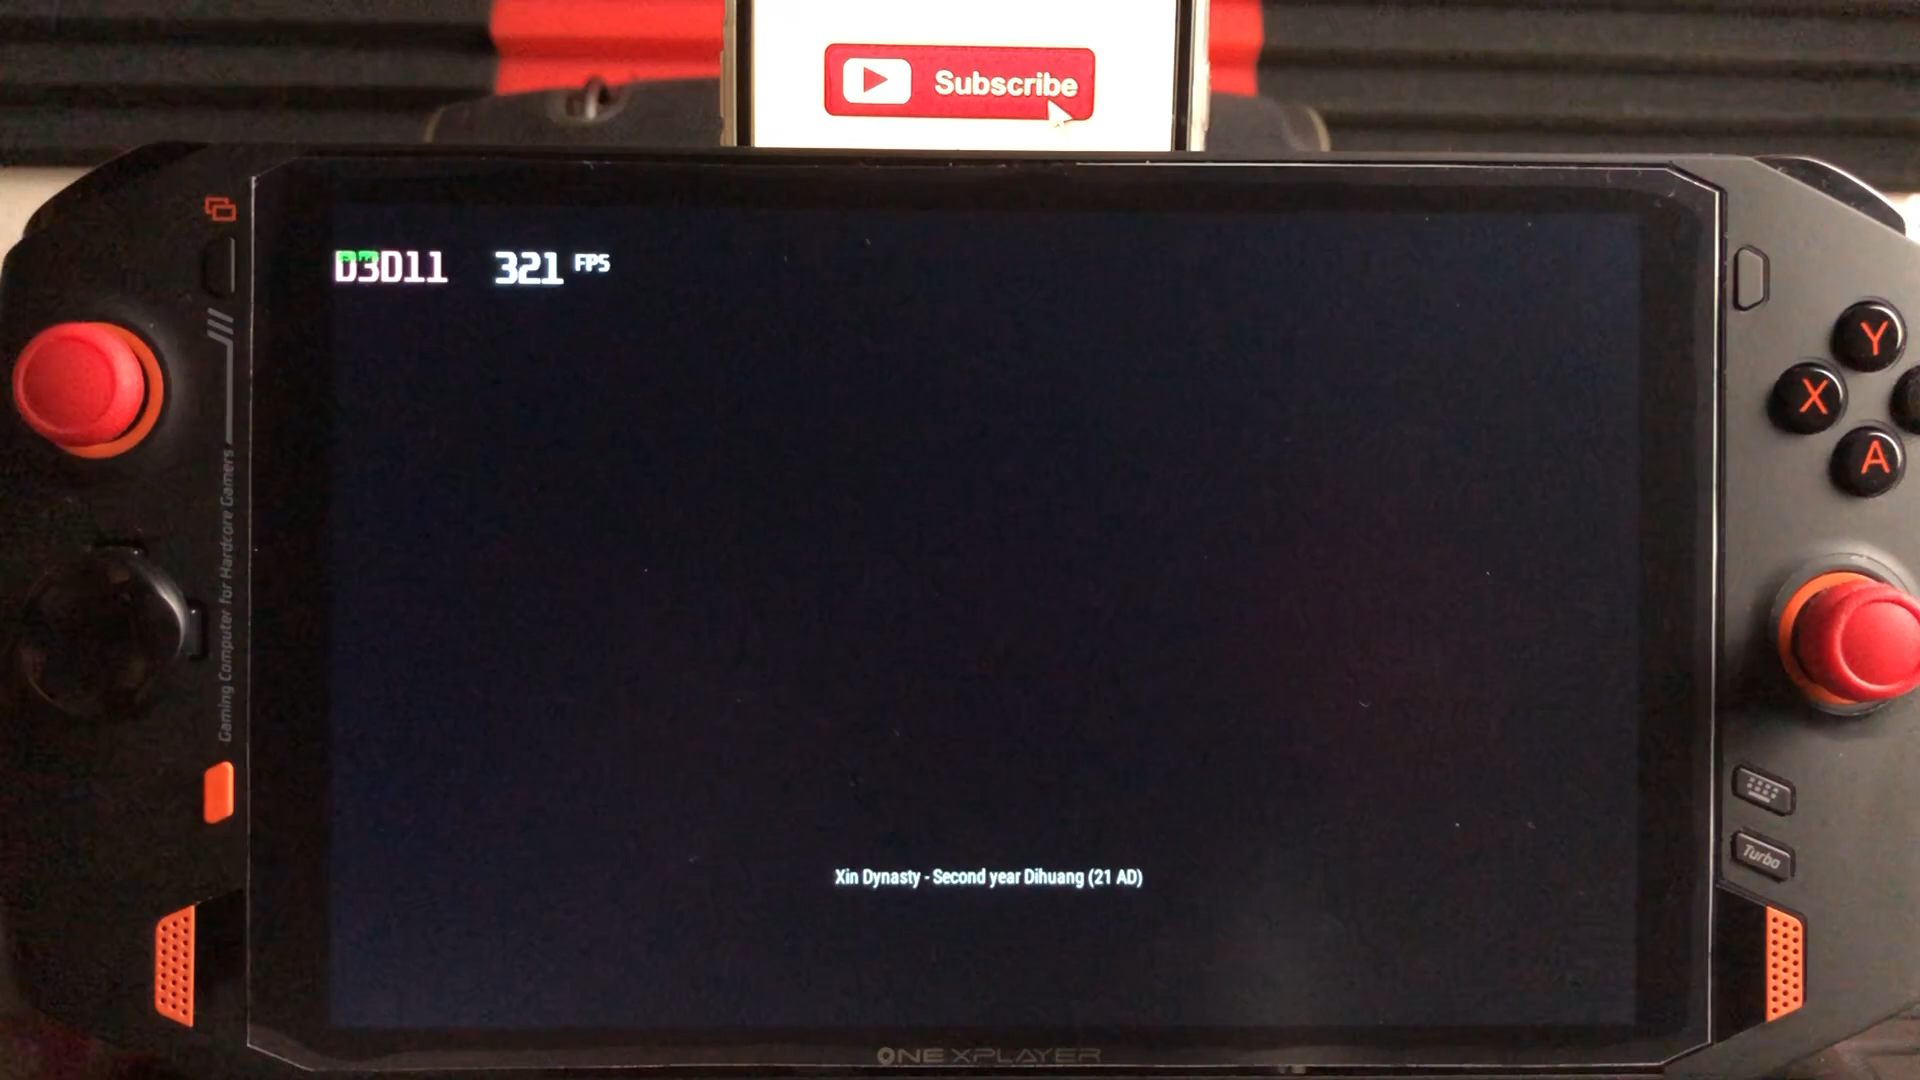 Subscribe
D3D11 321 FPS
Y
X
A
Gaming Computer for Hardcore Gamers
Turbo
Xin Dynasty - Second year Dihuang (21 AD)
ONEXPLAYER